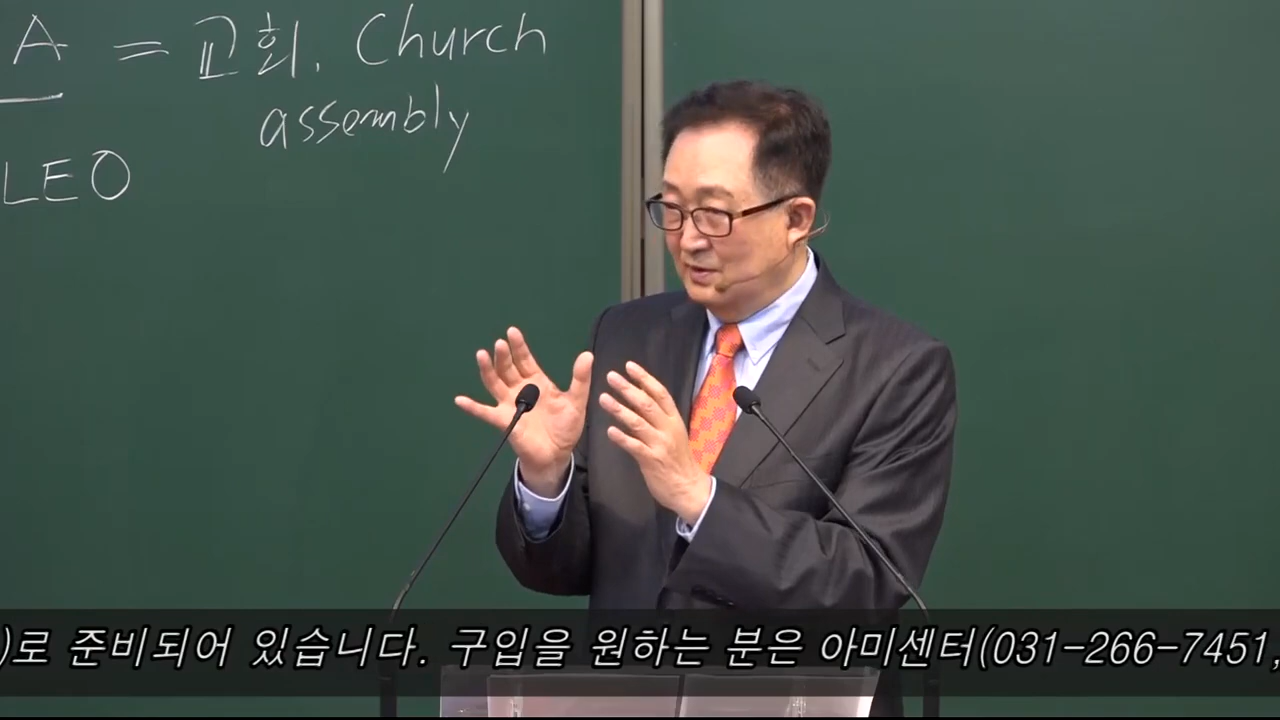 A = 교회. Church
assembly
LEO
)로 준비되어 있습니다. 구입을 원하는 분은 아미센터(031-266-7451,